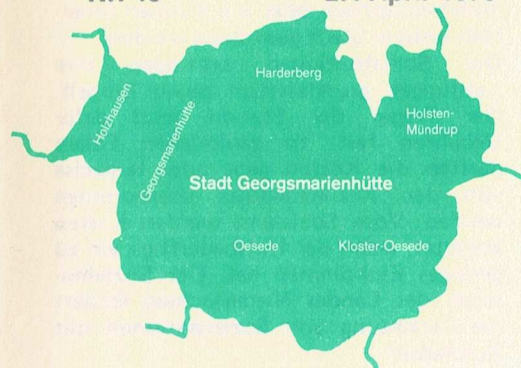 Harderberg
Holzhausen
Holsten-
Mündrup
Georgsmarienhütte
Stadt Georgsmarienhütte
Oesede
Kloster-Oesede